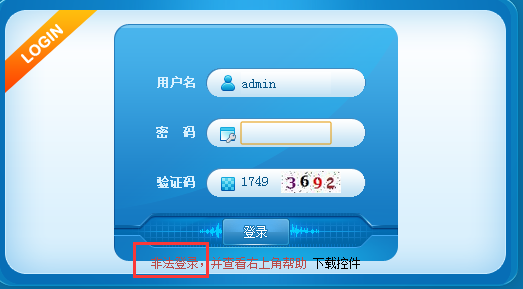 LOGIN
用户名 admin
密 码
验证码 1749 3692
登录
非法登录，并查看右上角帮助 下载控件